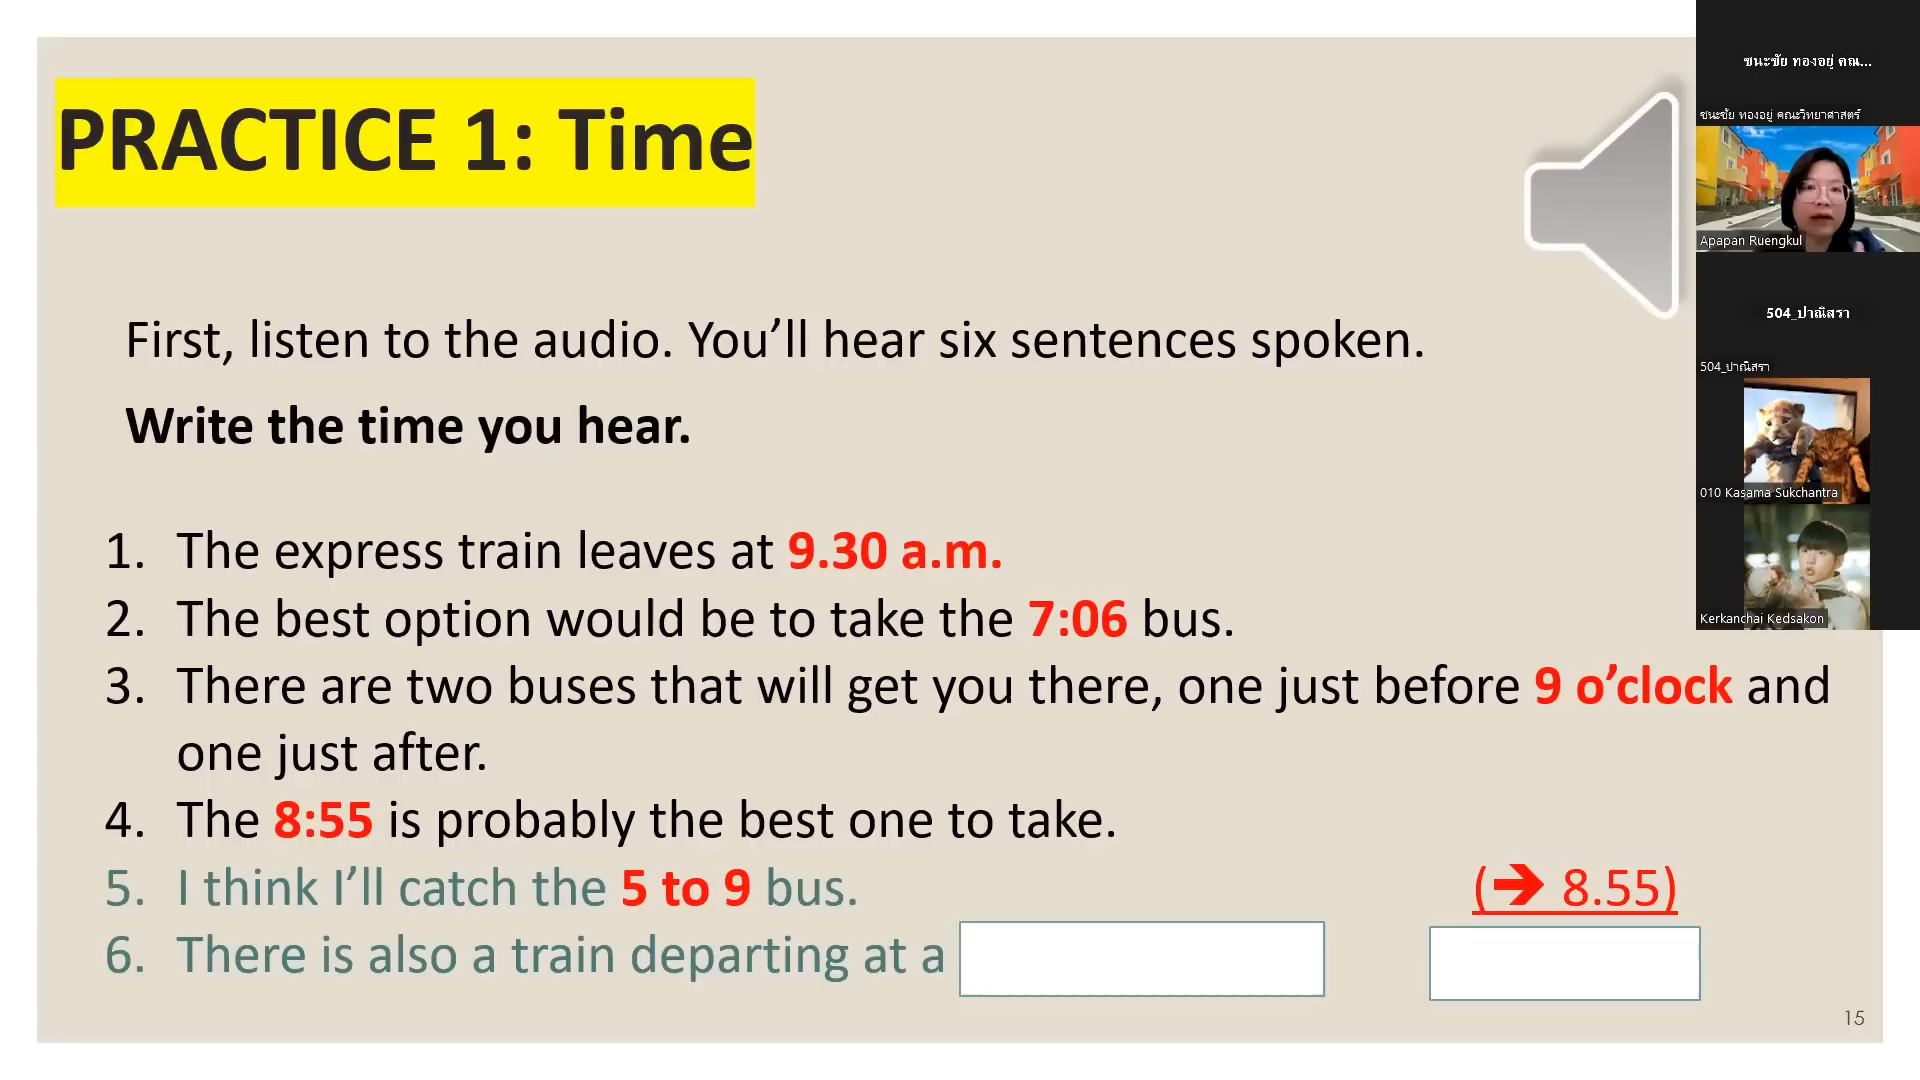 PRACTICE 1: Time
First, listen to the audio. You’ll hear six sentences spoken.
Write the time you hear.
1. The express train leaves at 9.30 a.m.
2. The best option would be to take the 7:06 bus.
3. There are two buses that will get you there, one just before 9 o’clock and
one just after.
4. The 8:55 is probably the best one to take.
5. I think I’ll catch the 5 to 9 bus. (➔ 8.55)
6. There is also a train departing at a
15
ชนะชัย ทองอยู่ คณ...
ชนะชัย ทองอยู่ คณะวิทยาศาสตร์
Apapan Ruengkul
504_ปาณิสรา
504_ปาณิสรา
010 Kasama Sukchantra
Kerkanchai Kedsakon